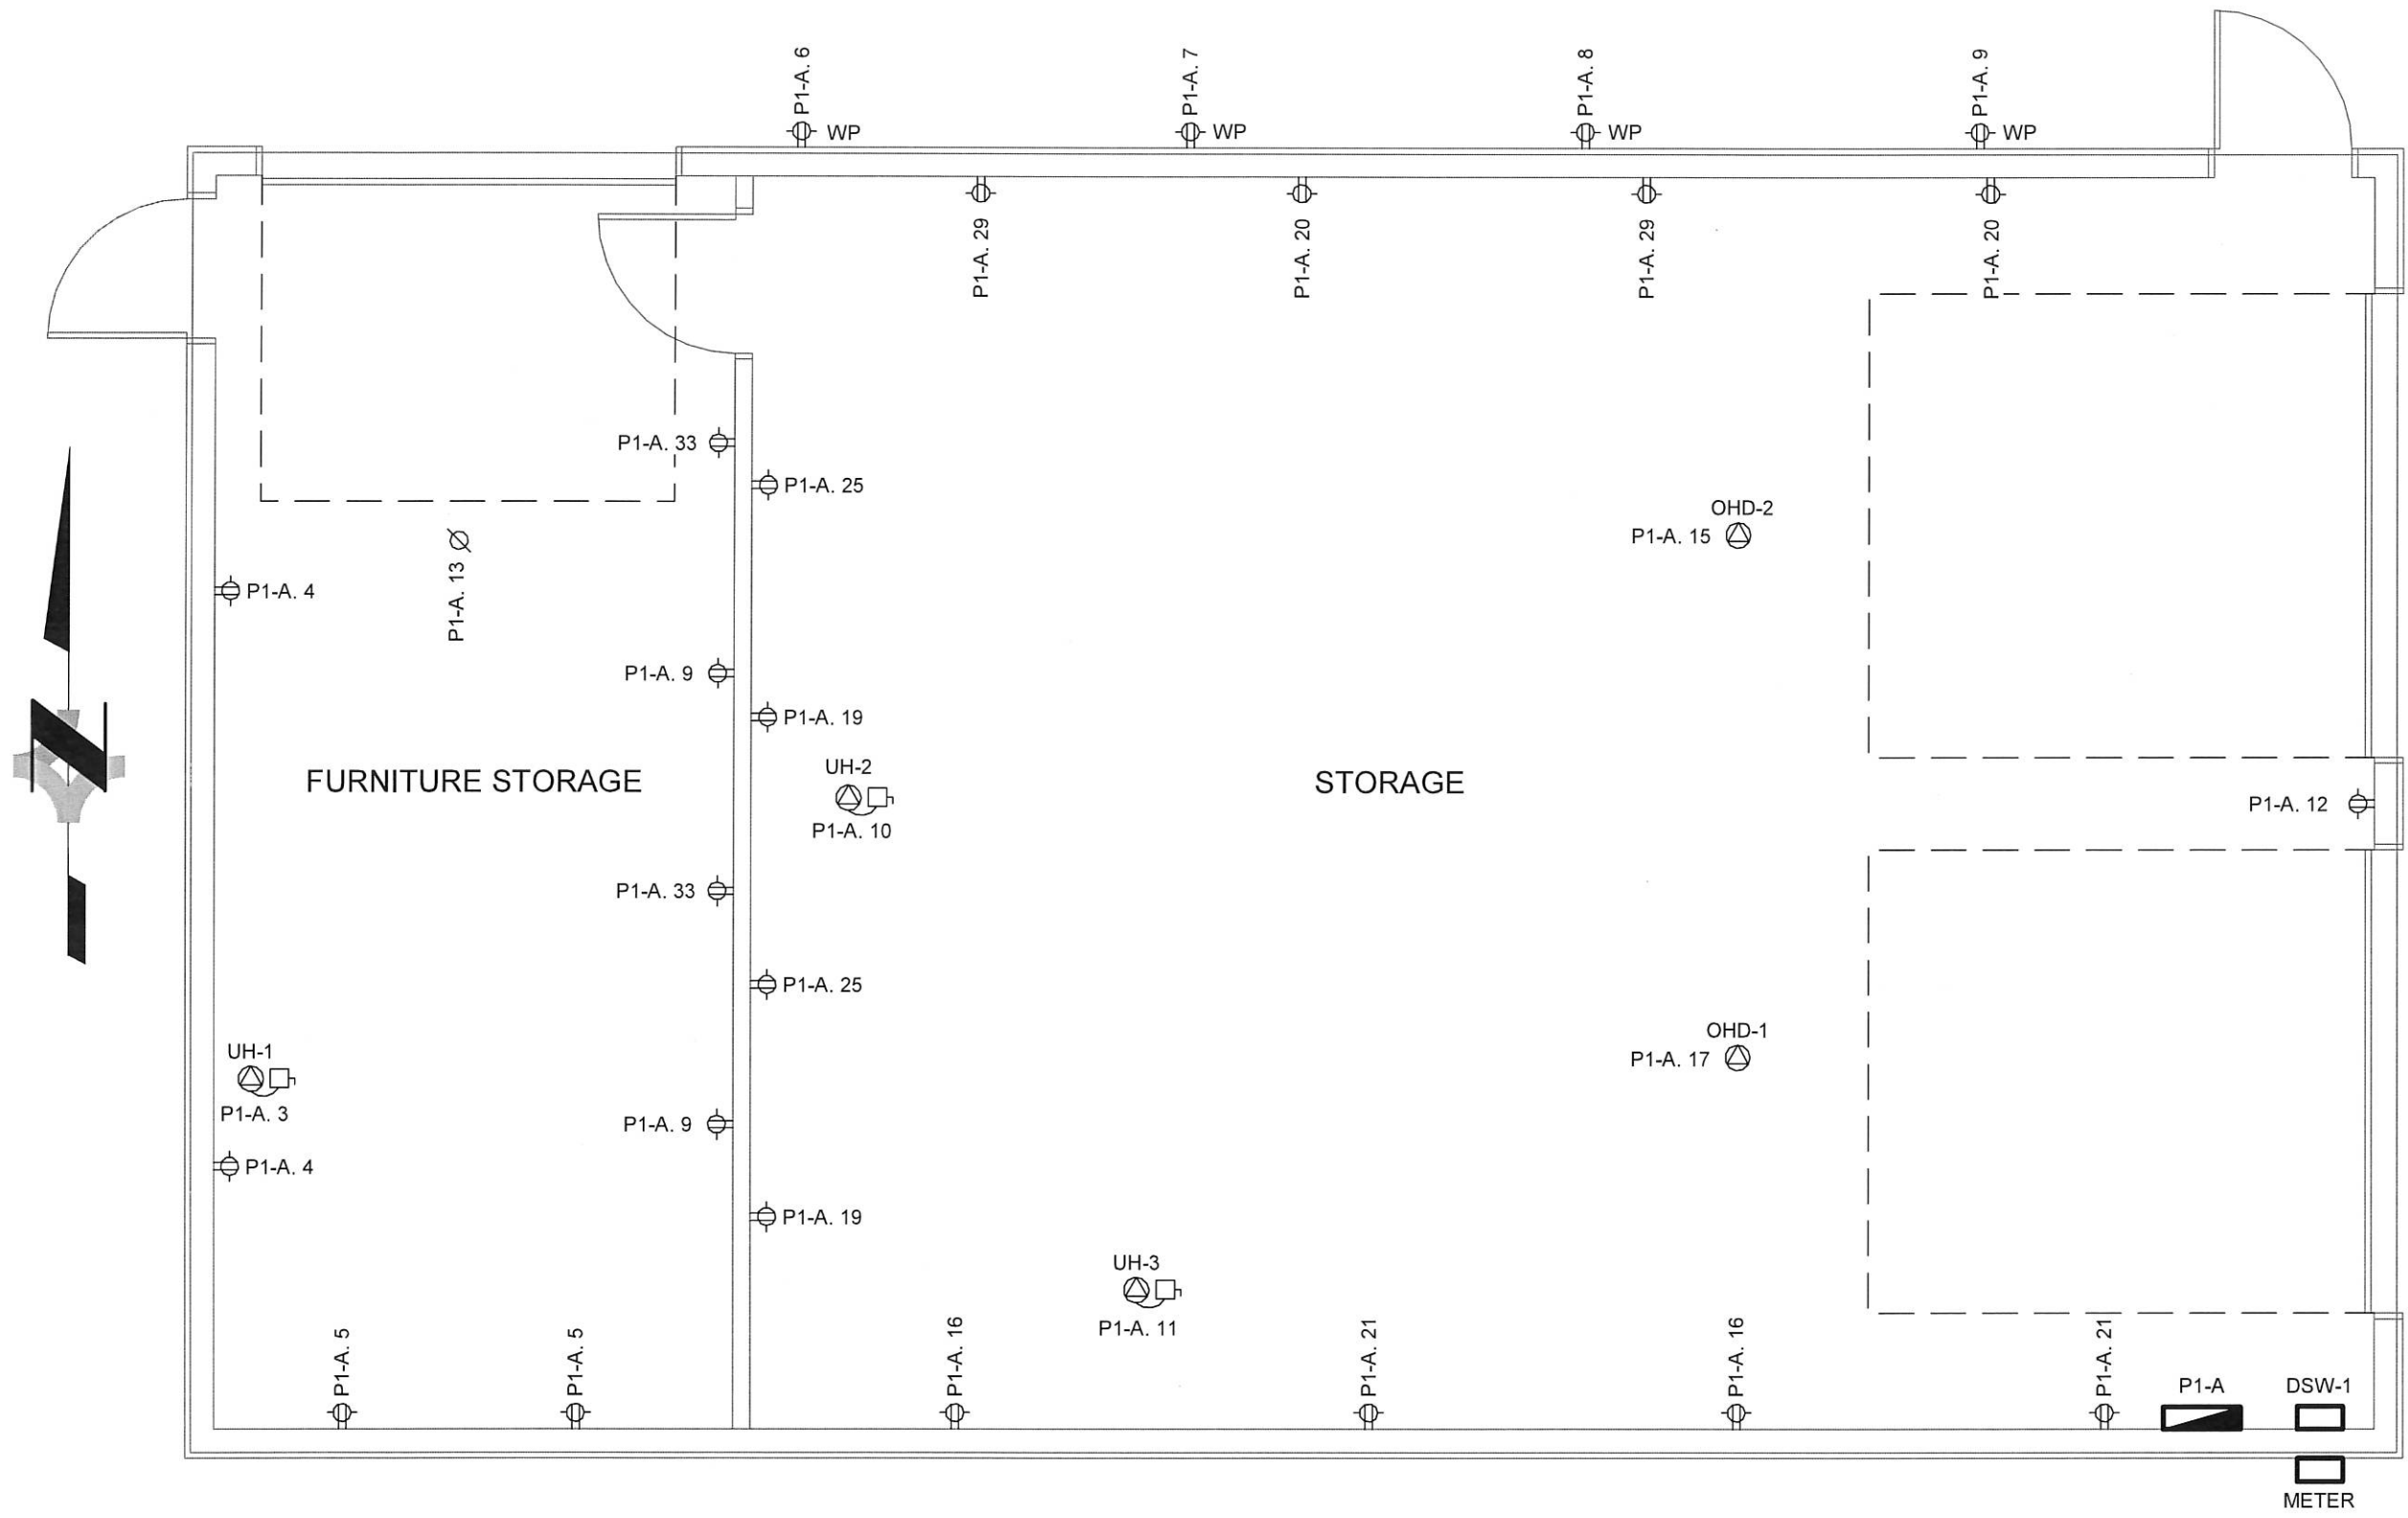 P1-A. 6
P1-A. 7
P1-A. 8
P1-A. 9
WP
WP
WP
WP
P1-A. 29
P1-A. 20
P1-A. 29
P1-A. 20
P1-A. 33
P1-A. 25
OHD-2
P1-A. 15
P1-A. 13
P1-A. 4
P1-A. 9
P1-A. 19
UH-2
FURNITURE STORAGE
STORAGE
P1-A. 12
P1-A. 10
N
P1-A. 33
P1-A. 25
OHD-1
P1-A. 17
UH-1
P1-A. 3
P1-A. 9
P1-A. 4
P1-A. 19
UH-3
P1-A. 11
P1-A. 5
P1-A. 5
P1-A. 16
P1-A. 21
P1-A. 16
P1-A. 21
P1-A
DSW-1
METER